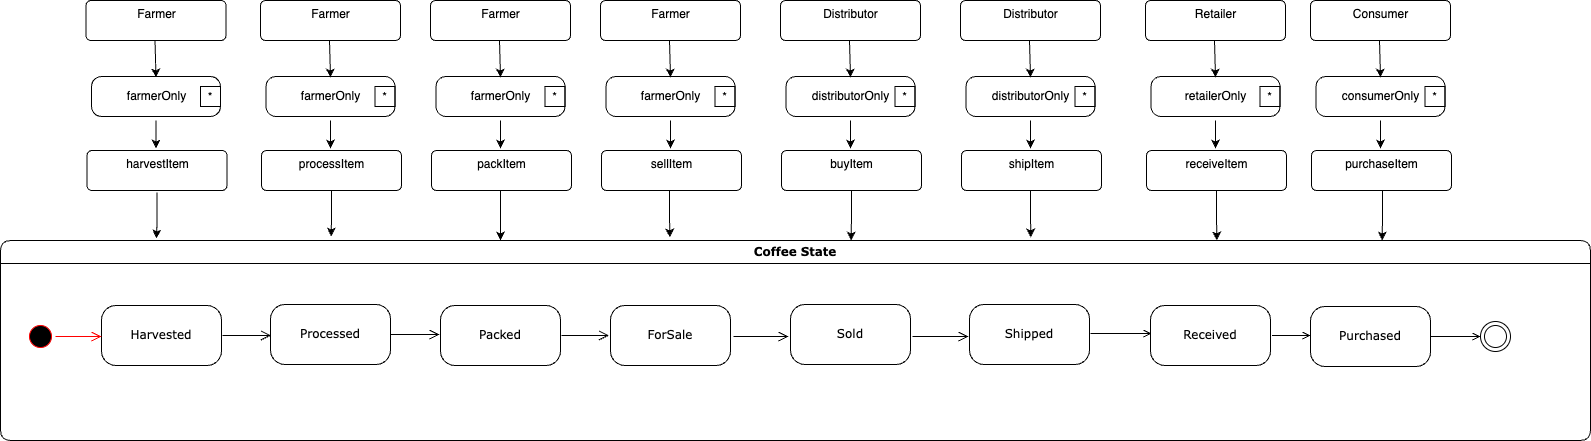 Farmer Farmer Farmer Farmer Distributor Distributor Retailer Consumer
farmerOnly * farmerOnly * farmerOnly * farmerOnly * distributorOnly * distributorOnly * retailerOnly * consumerOnly *
harvestItem processItem packItem sellItem buyItem shipItem receiveItem purchaseItem
Coffee State
Harvested Processed Packed ForSale Sold Shipped Received Purchased